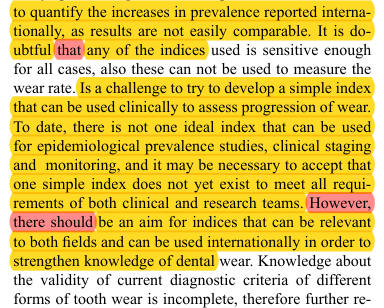 to quantify the increases in prevalence reported interna-
tionally, as results are not easily comparable. It is do-
ubtful that any of the indices used is sensitive enough
for all cases, also these can not be used to measure the
wear rate. Is a challenge to try to develop a simple index
that can be used clinically to assess progression of wear.
To date, there is not one ideal index that can be used
for epidemiological prevalence studies, clinical staging
and monitoring, and it may be necessary to accept that
one simple index does not yet exist to meet all requi-
rements of both clinical and research teams. However,
there should be an aim for indices that can be relevant
to both fields and can be used internationally in order to
strengthen knowledge of dental wear. Knowledge about
the validity of current diagnostic criteria of different
forms of tooth wear is incomplete, therefore further re-